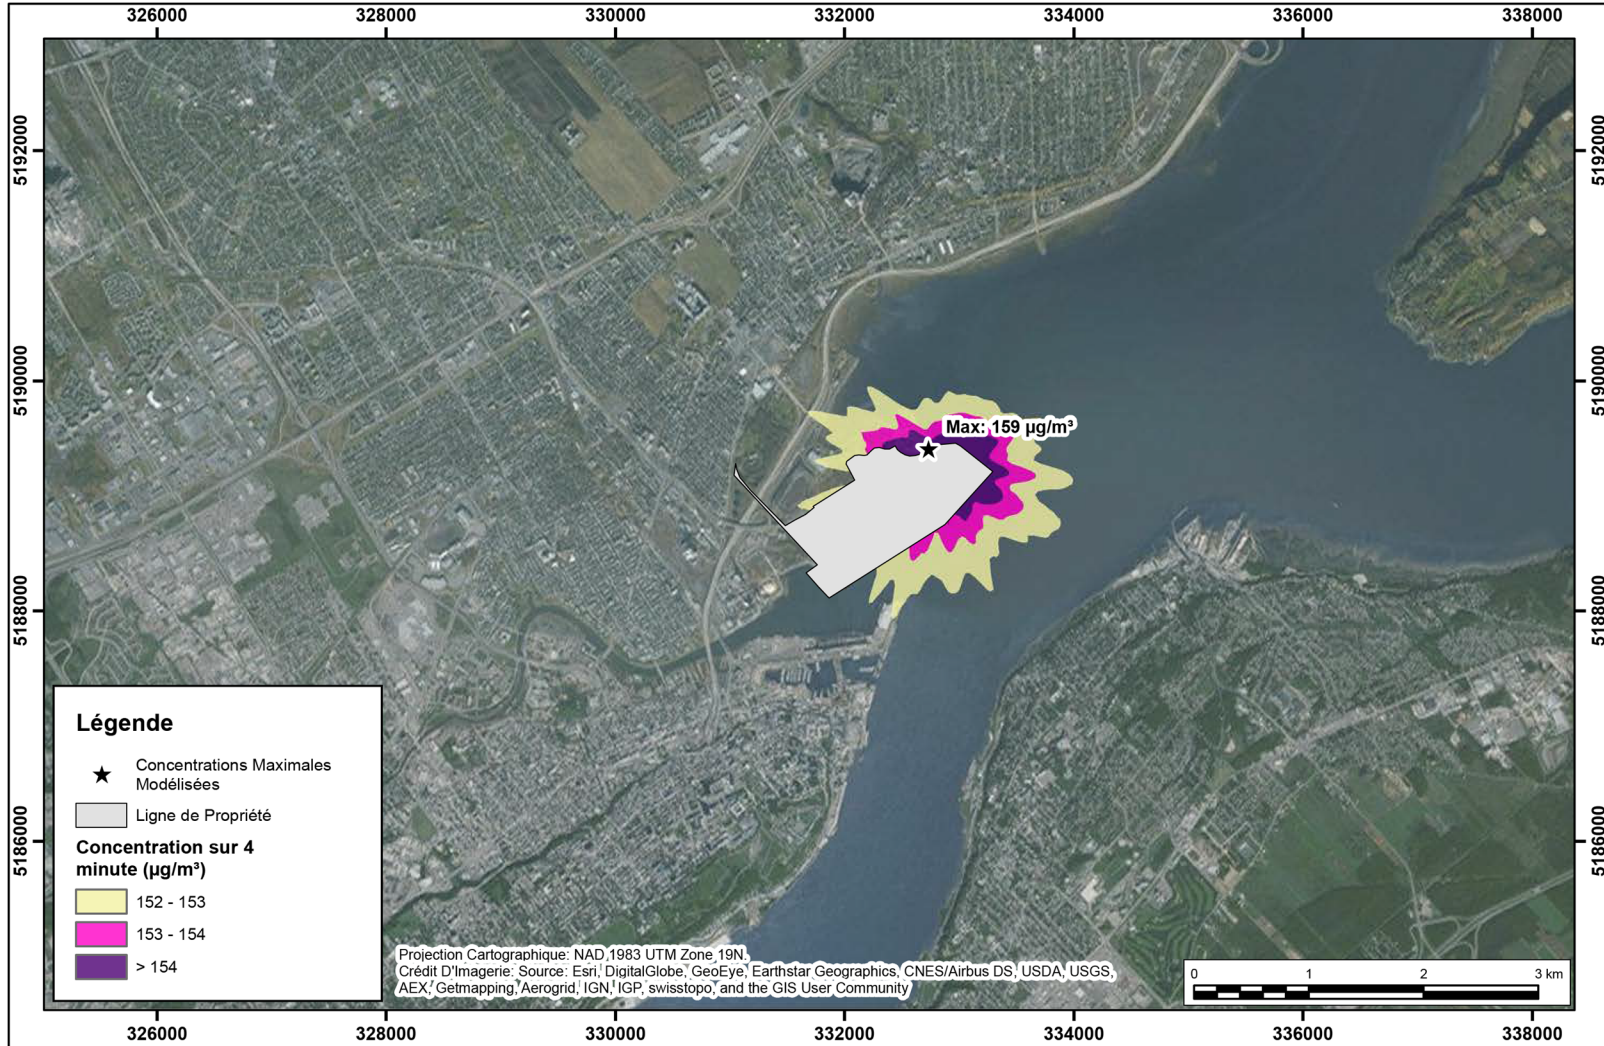 326000 328000 330000 332000 334000 336000 338000
5192000 5192000
5190000 5190000
Max: 159 µg/m³
5188000 5188000
Légende
Concentrations Maximales
Modélisées
Ligne de Propriété
Concentration sur 4
minute (µg/m³)
152 - 153
153 - 154
> 154
5186000 5186000
Projection Cartographique: NAD 1983 UTM Zone 19N.
Crédit D'Imagerie: Source: Esri, DigitalGlobe, GeoEye, Earthstar Geographics, CNES/Airbus DS, USDA, USGS,
AEX, Getmapping, Aerogrid, IGN, IGP, swisstopo, and the GIS User Community
0 1 2 3 km
326000 328000 330000 332000 334000 336000 338000